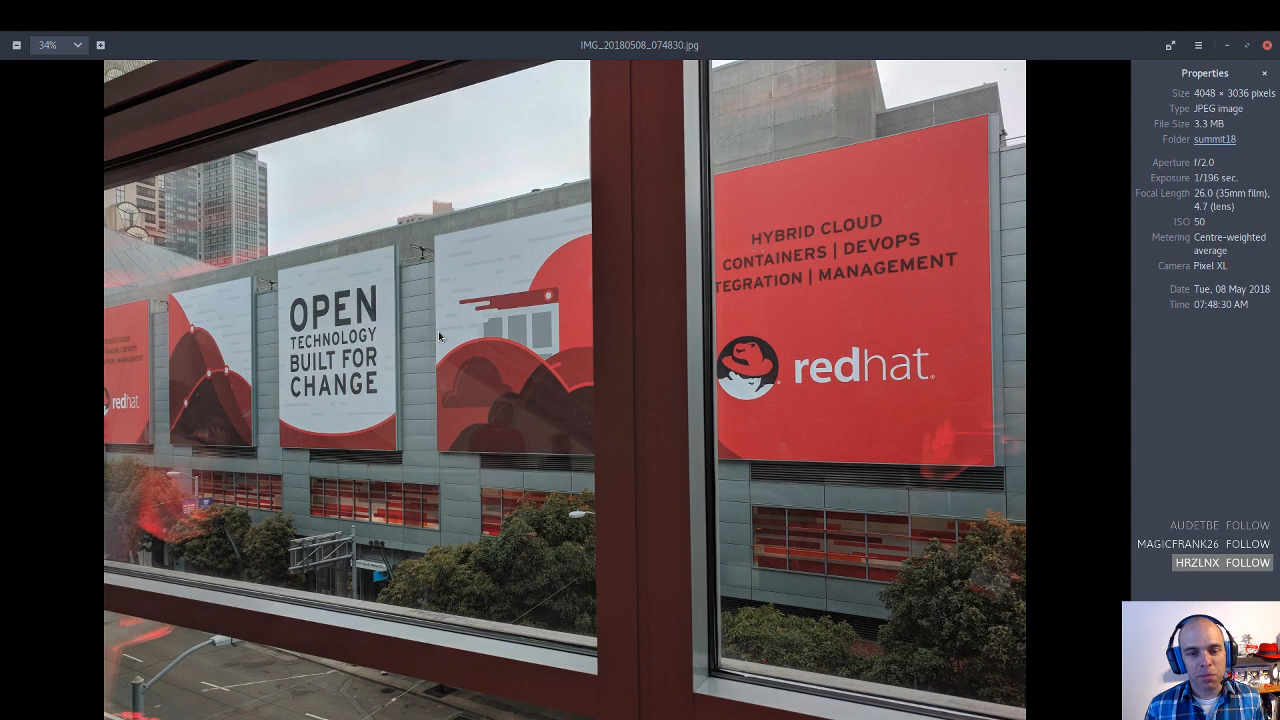 34%
IMG_20180508_074830.jpg
Properties
Size 4048 × 3036 pixels
Type JPEG image
File Size 3.3 MB
Folder summit18
Aperture f/2.0
Exposure 1/196 sec.
Focal Length 26.0 (35mm film),
4.7 (lens)
ISO 50
Metering Centre-weighted
average
Camera Pixel XL
Date Tue, 08 May 2018
Time 07:48:30 AM
redhat
OPEN
TECHNOLOGY
BUILT FOR
CHANGE
HYBRID CLOUD
CONTAINERS | DEVOPS
TEGRATION | MANAGEMENT
redhat.
AUDETBE FOLLOW
MAGICFRANK26 FOLLOW
HRZLNX FOLLOW